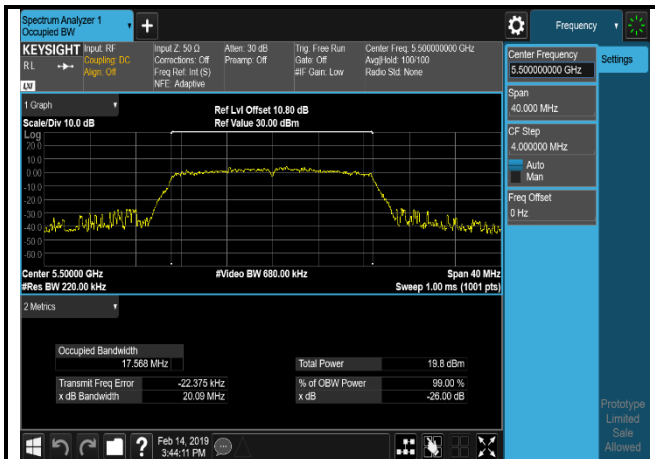 Spectrum Analyzer 1
Occupied BW
+
Frequency
KEYSIGHT
RL
LXI
Input: RF
Coupling: DC
Align: Off
Input Z: 50 Ω
Corrections: Off
Freq Ref: Int (S)
NFE: Adaptive
Atten: 30 dB
Preamp: Off
Trig: Free Run
Gate: Off
#IF Gain: Low
Center Freq: 5.500000000 GHz
Avg|Hold: 100/100
Radio Std: None
1 Graph
Scale/Div 10.0 dB
Ref Lvl Offset 10.80 dB
Ref Value 30.00 dBm
Log
20.0
10.0
0.00
-10.0
-20.0
-30.0
-40.0
-50.0
-60.0
Center 5.50000 GHz
#Video BW 680.00 kHz
Span 40 MHz
#Res BW 220.00 kHz
Sweep 1.00 ms (1001 pts)
2 Metrics
Occupied Bandwidth
17.568 MHz
Total Power 19.8 dBm
Transmit Freq Error -22.375 kHz
% of OBW Power 99.00 %
x dB Bandwidth 20.09 MHz
x dB -26.00 dB
Center Frequency
5.500000000 GHz
Settings
Span
40.000 MHz
CF Step
4.000000 MHz
Auto
Man
Freq Offset
0 Hz
Prototype
Limited
Sale
Allowed
?
Feb 14, 2019
3:44:11 PM